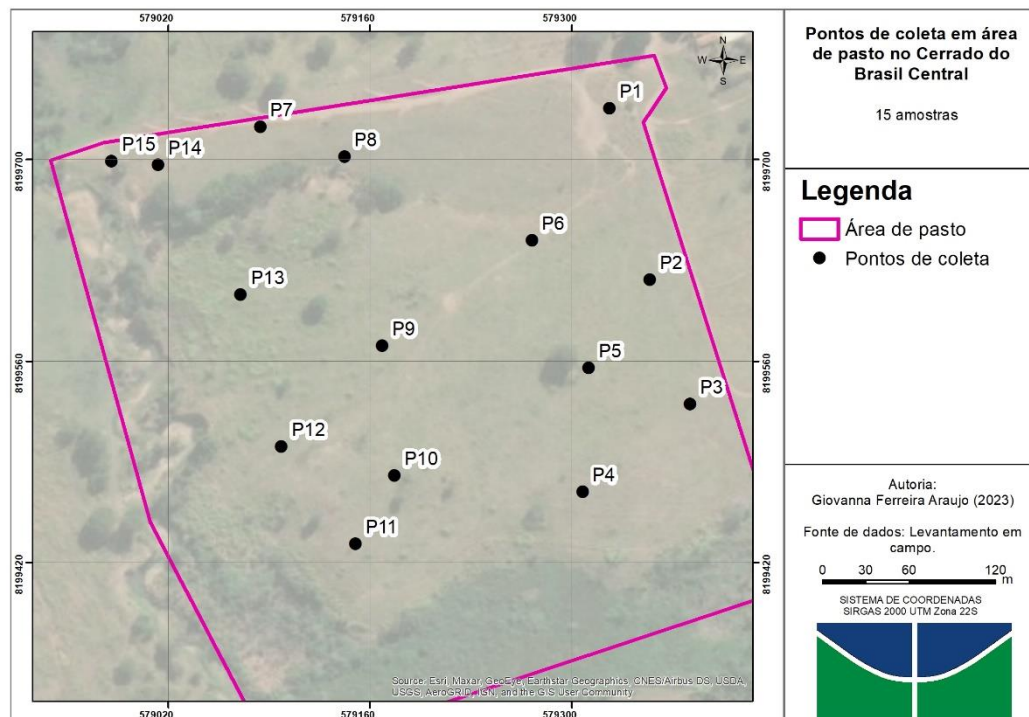 579020 579160 579300
8199700
8199560
8199420
N
W E
S
P1
P7
P8
P15
P14
P6
P2
P13
P9
P5
P3
P12
P10
P4
P11
Source: Esri, Maxar, GeoEye, Earthstar Geographics, CNES/Airbus DS, USDA,
USGS, AeroGRID, IGN, and the GIS User Community
8199700
8199560
8199420
579020 579160 579300
Pontos de coleta em área
de pasto no Cerrado do
Brasil Central
15 amostras
Legenda
Área de pasto
Pontos de coleta
Autoria:
Giovanna Ferreira Araujo (2023)
Fonte de dados: Levantamento em
campo.
0 30 60 120
m
SISTEMA DE COORDENADAS
SIRGAS 2000 UTM Zona 22S